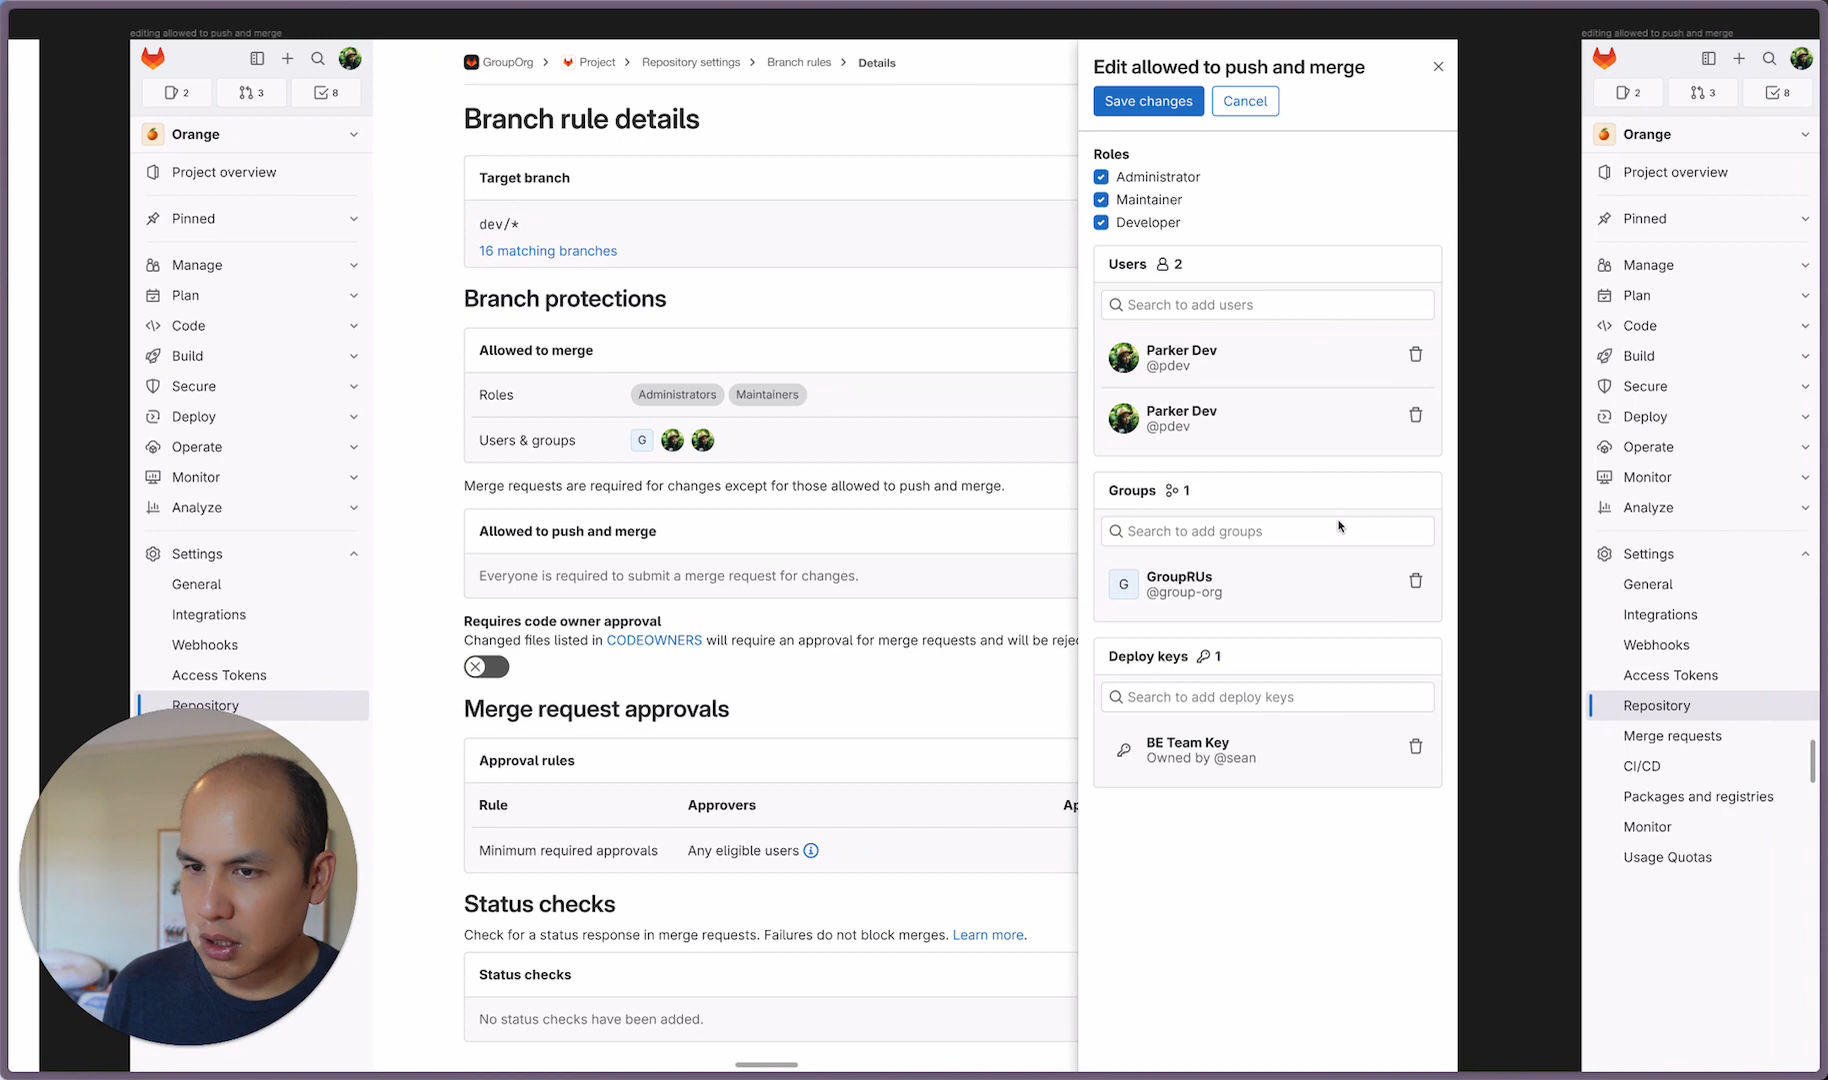 editing allowed to push and merge
2
3
8
Orange
Project overview
Pinned
Manage
Plan
Code
Build
Secure
Deploy
Operate
Monitor
Analyze
Settings
General
Integrations
Webhooks
Access Tokens
Repository
GroupOrg
Project
Repository settings
Branch rules
Details
Branch rule details
Target branch
dev/*
16 matching branches
Branch protections
Allowed to merge
Roles
Administrators
Maintainers
Users & groups
G
Merge requests are required for changes except for those allowed to push and merge.
Allowed to push and merge
Everyone is required to submit a merge request for changes.
Requires code owner approval
Changed files listed in CODEOWNERS will require an approval for merge requests and will be rejec
Merge request approvals
Approval rules
Rule
Approvers
Ap
Minimum required approvals
Any eligible users
Status checks
Check for a status response in merge requests. Failures do not block merges. Learn more.
Status checks
No status checks have been added.
Edit allowed to push and merge
Save changes
Cancel
Roles
Administrator
Maintainer
Developer
Users 2
Search to add users
Parker Dev
@pdev
Parker Dev
@pdev
Groups 1
Search to add groups
G
GroupRUs
@group-org
Deploy keys 1
Search to add deploy keys
BE Team Key
Owned by @sean
editing allowed to push and merge
2
3
8
Orange
Project overview
Pinned
Manage
Plan
Code
Build
Secure
Deploy
Operate
Monitor
Analyze
Settings
General
Integrations
Webhooks
Access Tokens
Repository
Merge requests
CI/CD
Packages and registries
Monitor
Usage Quotas